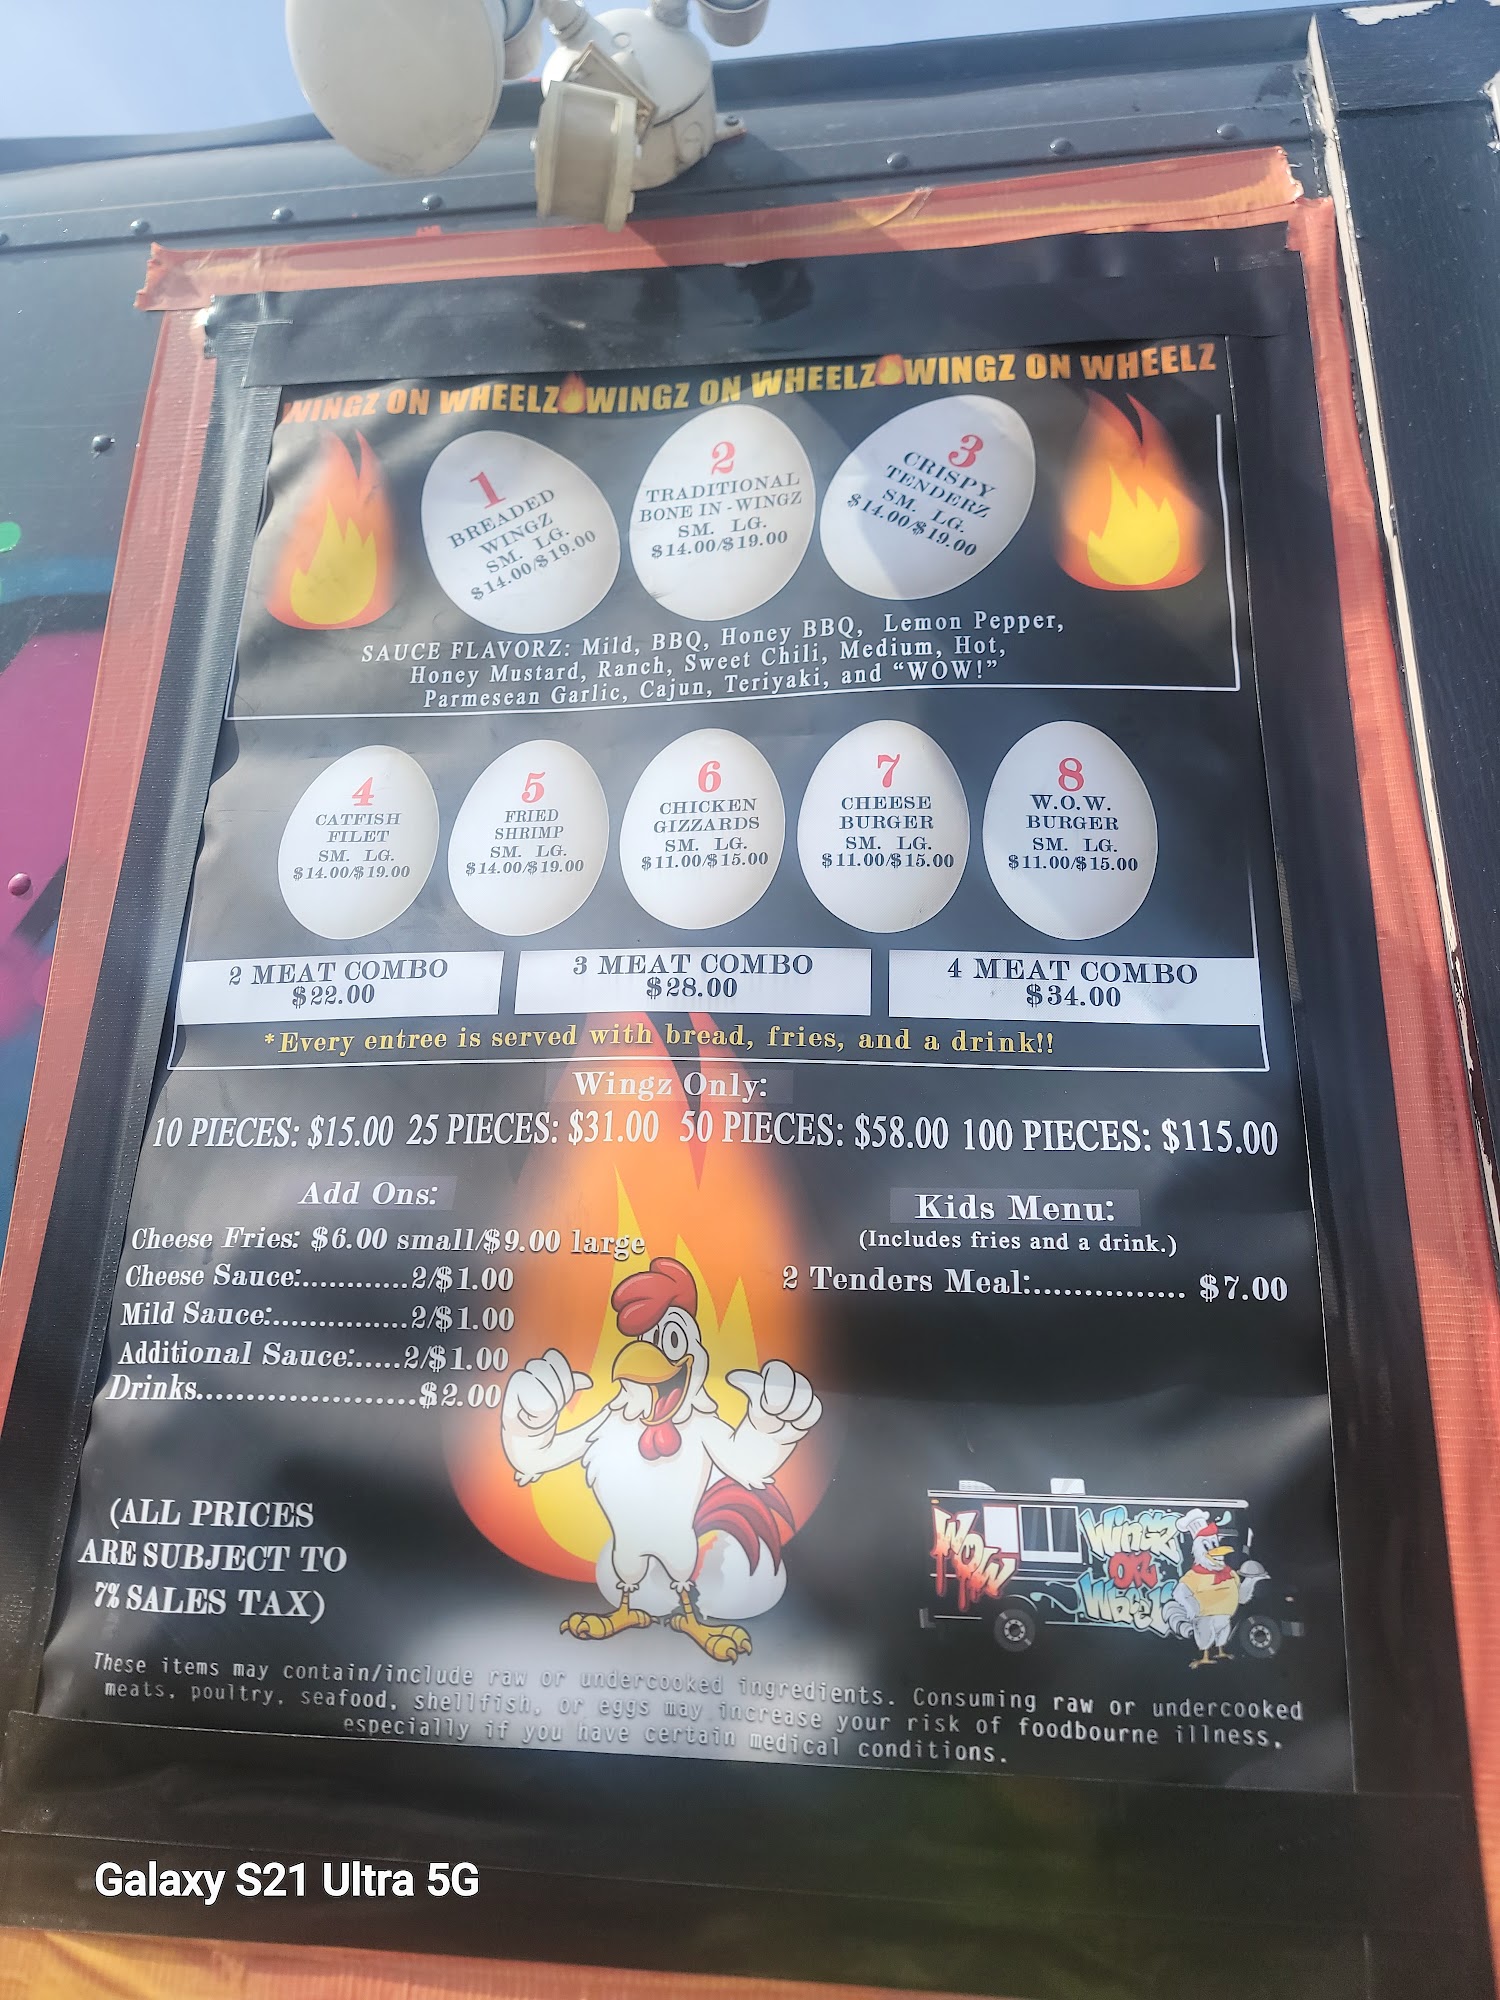 WINGZ ON WHEELZ WINGZ ON WHEELZ WINGZ ON WHEELZ
1
BREADED
WINGZ
SM. LG.
$14.00/$19.00
2
TRADITIONAL
BONE IN - WINGZ
SM. LG.
$14.00/$19.00
3
CRISPY
TENDERZ
SM. LG.
$14.00/$19.00
SAUCE FLAVORZ: Mild, BBQ, Honey BBQ, Lemon Pepper,
Honey Mustard, Ranch, Sweet Chili, Medium, Hot,
Parmesean Garlic, Cajun, Teriyaki, and “WOW!”
4
CATFISH
FILET
SM. LG.
$14.00/$19.00
5
FRIED
SHRIMP
SM. LG.
$14.00/$19.00
6
CHICKEN
GIZZARDS
SM. LG.
$11.00/$15.00
7
CHEESE
BURGER
SM. LG.
$11.00/$15.00
8
W.O.W.
BURGER
SM. LG.
$11.00/$15.00
2 MEAT COMBO
$22.00
3 MEAT COMBO
$28.00
4 MEAT COMBO
$34.00
*Every entree is served with bread, fries, and a drink!!
Wingz Only:
10 PIECES: $15.00 25 PIECES: $31.00 50 PIECES: $58.00 100 PIECES: $115.00
Add Ons:
Cheese Fries: $6.00 small/$9.00 large
Cheese Sauce:............2/$1.00
Mild Sauce:...............2/$1.00
Additional Sauce:.....2/$1.00
Drinks.......................$2.00
Kids Menu:
(Includes fries and a drink.)
2 Tenders Meal:................ $7.00
(ALL PRICES
ARE SUBJECT TO
7% SALES TAX)
WOW
Wingz
on
Wheelz
These items may contain/include raw or undercooked ingredients. Consuming raw or undercooked
meats, poultry, seafood, shellfish, or eggs may increase your risk of foodbourne illness,
especially if you have certain medical conditions.
Galaxy S21 Ultra 5G